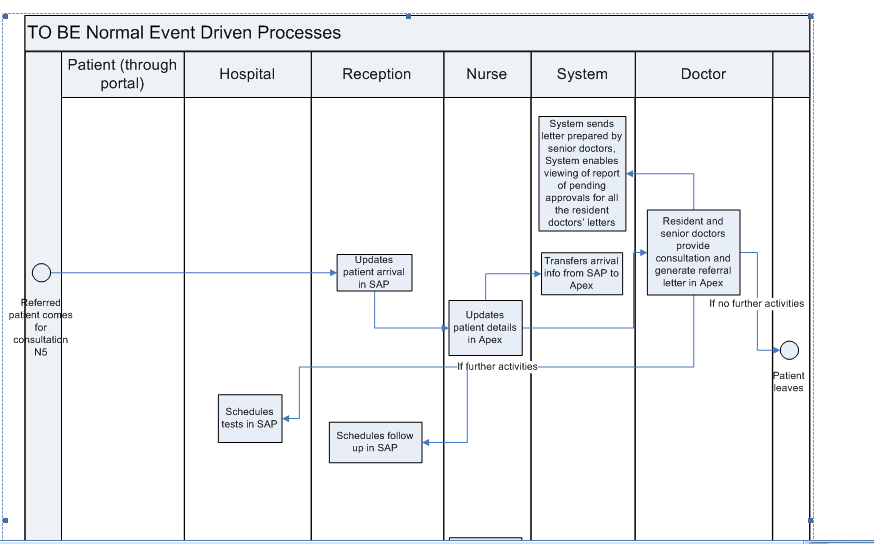 TO BE Normal Event Driven Processes
Patient (through
portal)
Hospital
Reception
Nurse
System
Doctor
System sends
letter prepared by
senior doctors,
System enables
viewing of report
of pending
approvals for all
the resident
doctors' letters
Resident and
senior doctors
provide
consultation and
generate referral
letter in Apex
Updates
patient arrival
in SAP
Transfers arrival
info from SAP to
Apex
Referred
patient comes
for
consultation
N5
If no further activities
Updates
patient details
in Apex
If further activities
Patient
leaves
Schedules
tests in SAP
Schedules follow
up in SAP